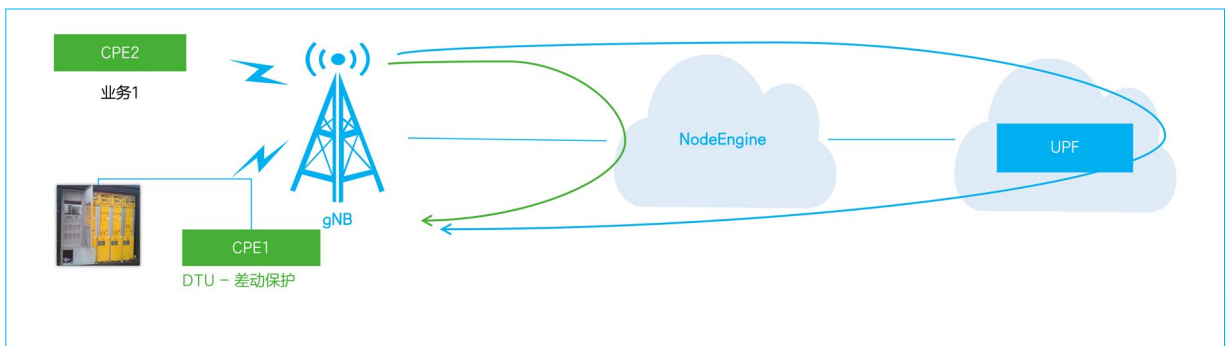 CPE2
业务1
NodeEngine
UPF
gNB
CPE1
DTU - 差动保护